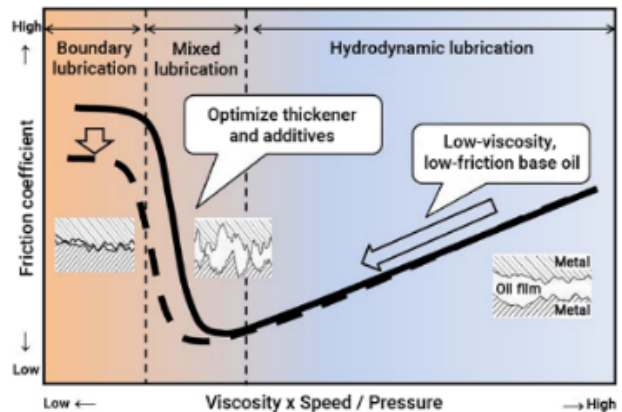 High
Boundary
lubrication
Mixed
lubrication
Hydrodynamic lubrication
Optimize thickener
and additives
Low-viscosity,
low-friction base oil
Friction coefficient
Metal
Oil film
Metal
Low
Low ← Viscosity x Speed / Pressure → High